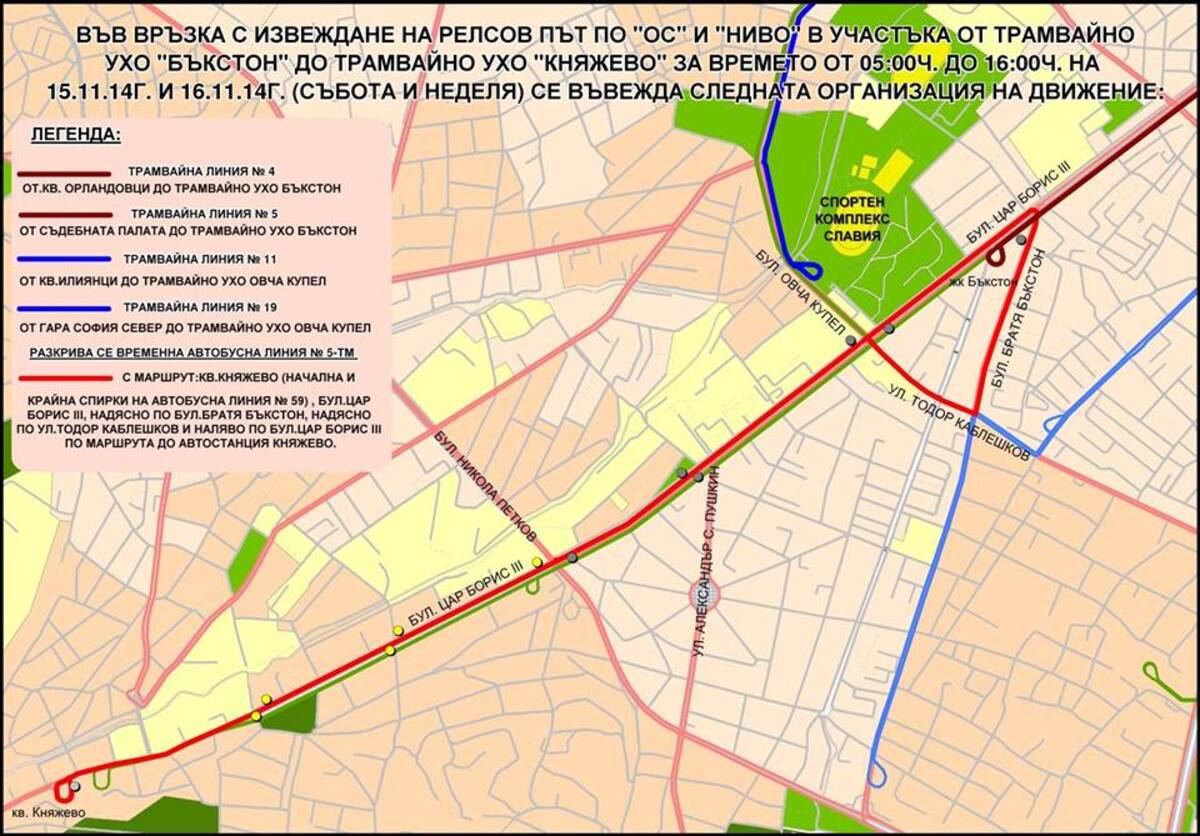 ВЪВ ВРЪЗКА С ИЗВЕЖДАНЕ НА РЕЛСОВ ПЪТ ПО "ОС" И "НИВО" В УЧАСТЪКА ОТ ТРАМВАЙНО
УХО "БЪКСТОН" ДО ТРАМВАЙНО УХО "КНЯЖЕВО" ЗА ВРЕМЕТО ОТ 05:00Ч. ДО 16:00Ч. НА
15.11.14Г. И 16.11.14Г. (СЪБОТА И НЕДЕЛЯ) СЕ ВЪВЕЖДА СЛЕДНАТА ОРГАНИЗАЦИЯ НА ДВИЖЕНИЕ:
ЛЕГЕНДА:
ТРАМВАЙНА ЛИНИЯ № 4
ОТ.КВ. ОРЛАНДОВЦИ ДО ТРАМВАЙНО УХО БЪКСТОН
ТРАМВАЙНА ЛИНИЯ № 5
ОТ СЪДЕБНАТА ПАЛАТА ДО ТРАМВАЙНО УХО БЪКСТОН
ТРАМВАЙНА ЛИНИЯ № 11
ОТ КВ.ИЛИЯНЦИ ДО ТРАМВАЙНО УХО ОВЧА КУПЕЛ
ТРАМВАЙНА ЛИНИЯ № 19
ОТ ГАРА СОФИЯ СЕВЕР ДО ТРАМВАЙНО УХО ОВЧА КУПЕЛ
РАЗКРИВА СЕ ВРЕМЕННА АВТОБУСНА ЛИНИЯ № 5-ТМ
С МАРШРУТ:КВ.КНЯЖЕВО (НАЧАЛНА И
КРАЙНА СПИРКИ НА АВТОБУСНА ЛИНИЯ № 59) , БУЛ.ЦАР
БОРИС III, НАДЯСНО ПО БУЛ.БРАТЯ БЪКСТОН, НАДЯСНО
ПО УЛ.ТОДОР КАБЛЕШКОВ И НАЛЯВО ПО БУЛ.ЦАР БОРИС III
ПО МАРШРУТА ДО АВТОСТАНЦИЯ КНЯЖЕВО.
СПОРТЕН
КОМПЛЕКС
СЛАВИЯ
БУЛ. ЦАР БОРИС III
БУЛ. ОВЧА КУПЕЛ
жк Бъкстон
БУЛ. БРАТЯ БЪКСТОН
УЛ. ТОДОР КАБЛЕШКОВ
БУЛ. НИКОЛА ПЕТКОВ
УЛ. АЛЕКСАНДЪР С. ПУШКИН
БУЛ. ЦАР БОРИС III
кв. Княжево